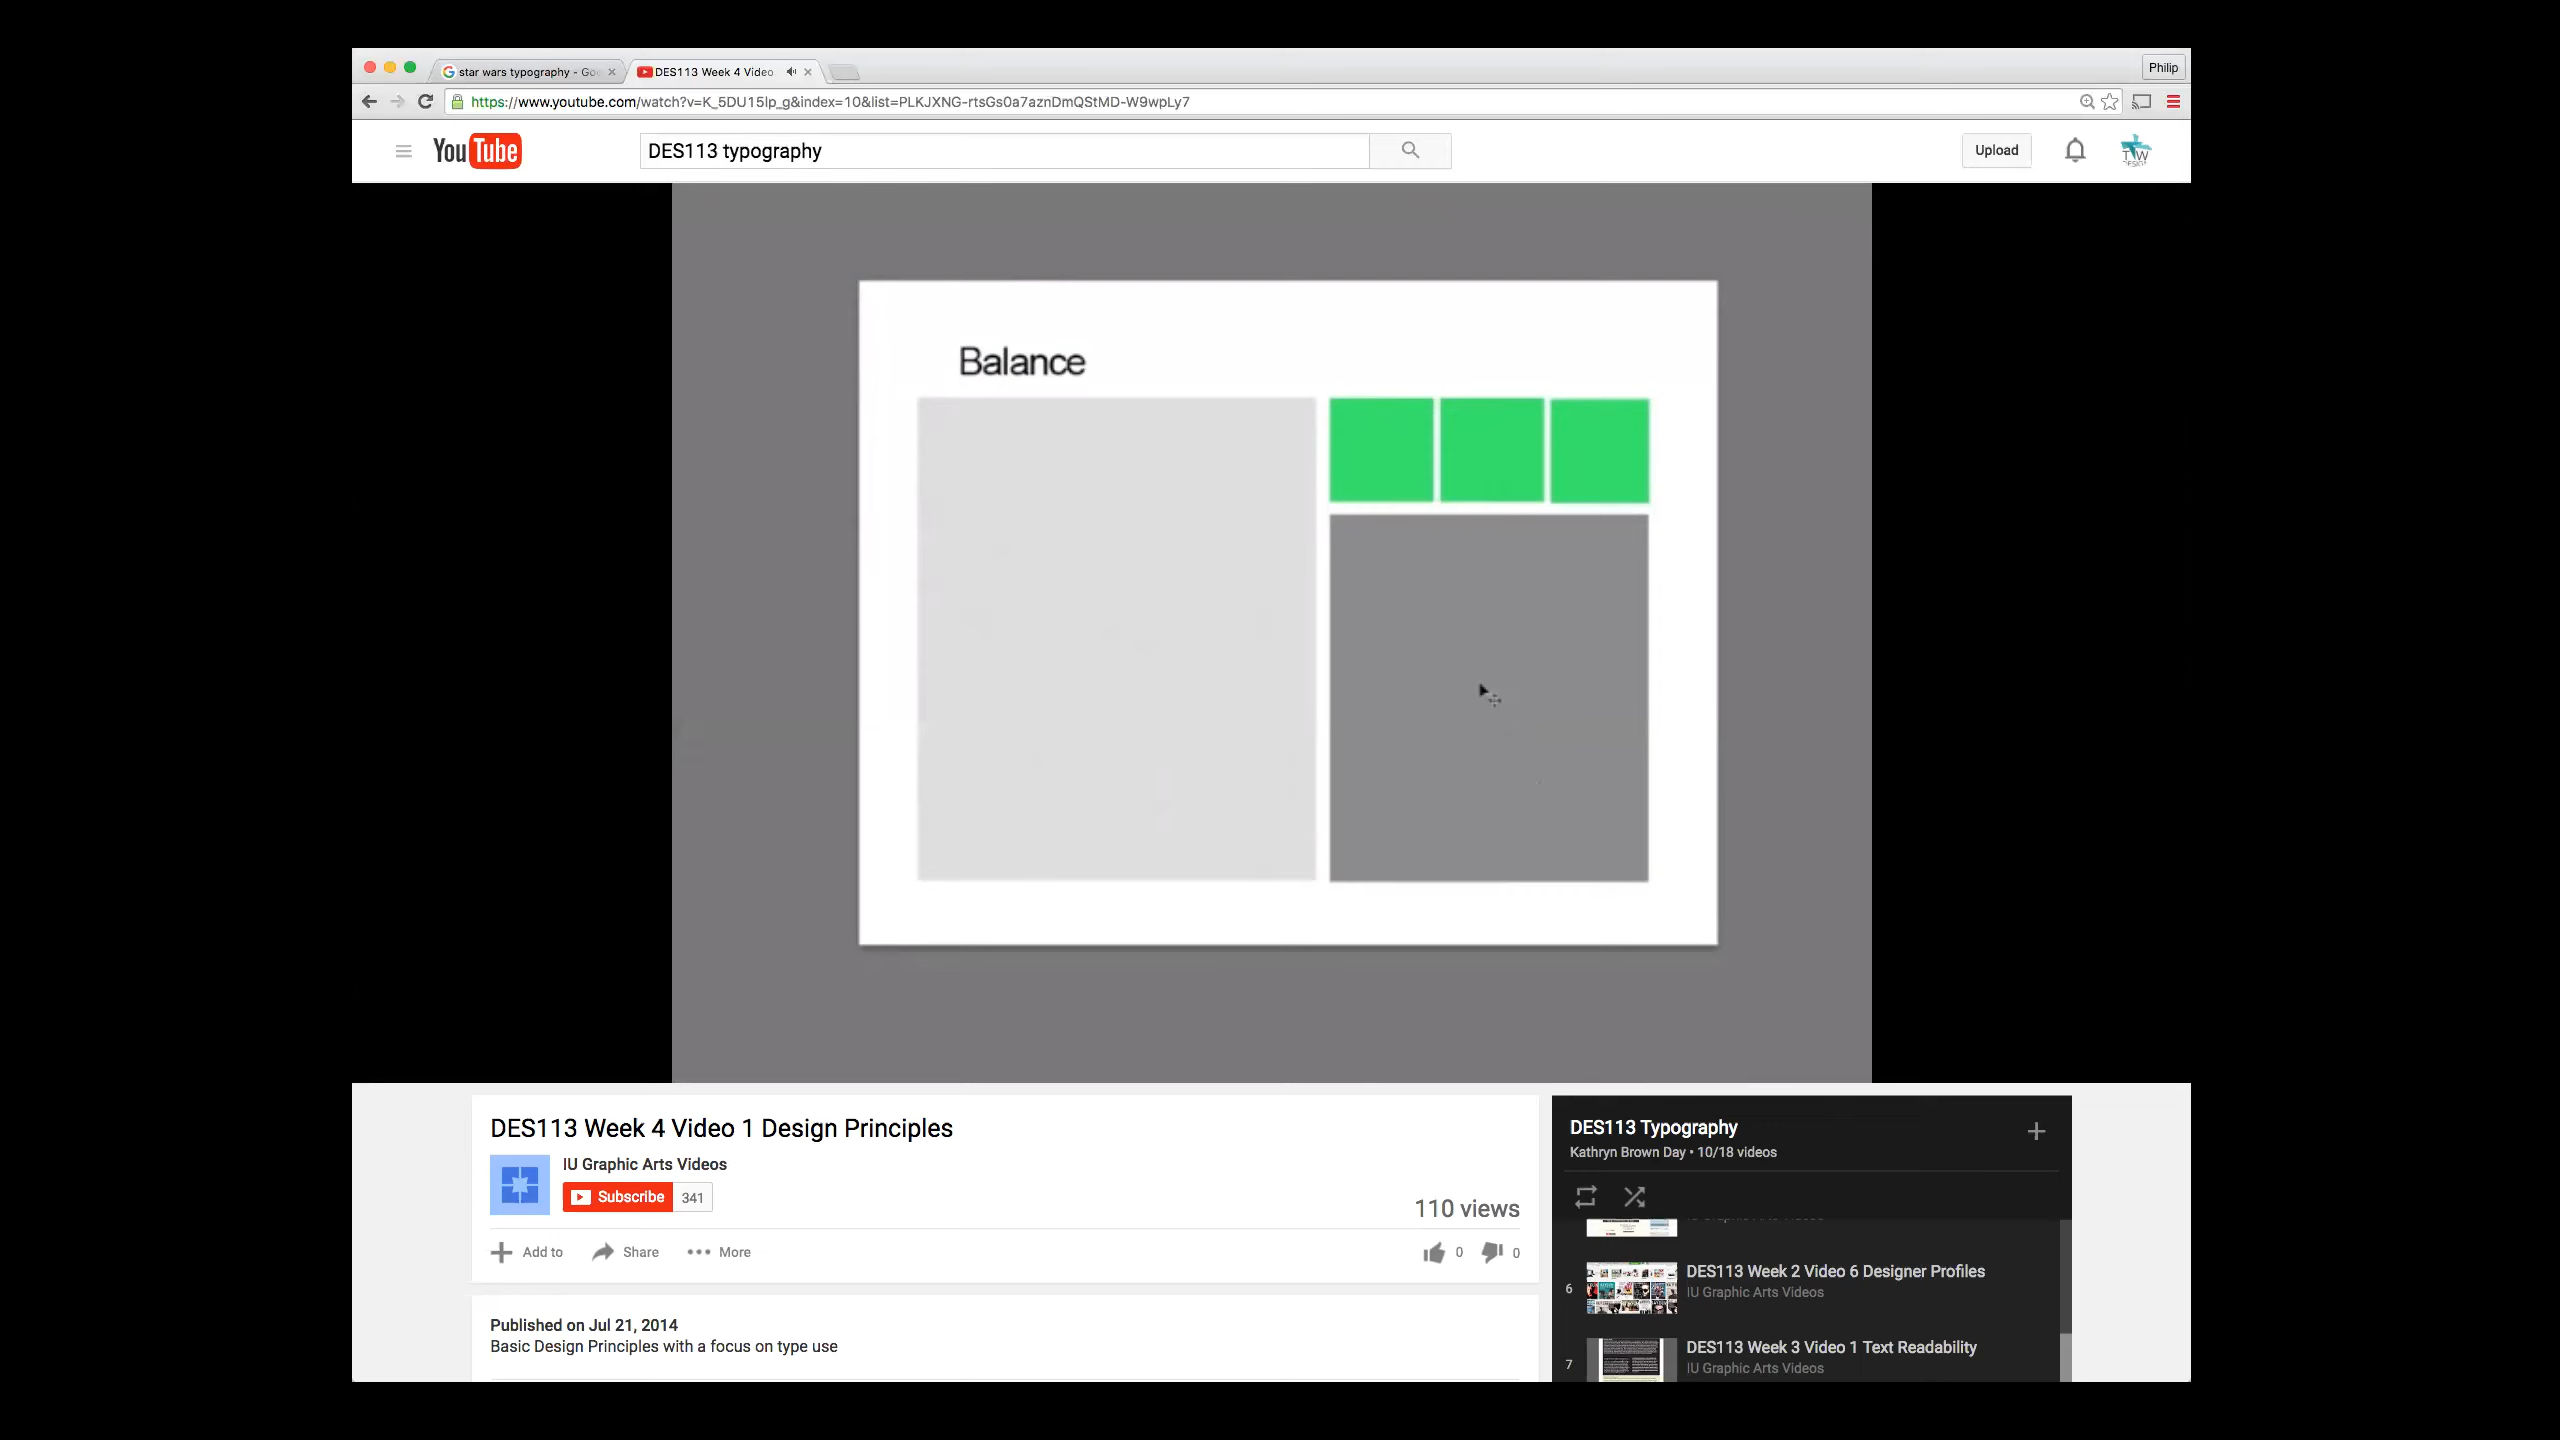 star wars typography - Goo
DES113 Week 4 Video
Philip
https://www.youtube.com/watch?v=K_5DU15lp_g&index=10&list=PLKJXNG-rtsGs0a7aznDmQStMD-W9wpLy7
YouTube
DES113 typography
Upload
Balance
DES113 Week 4 Video 1 Design Principles
IU Graphic Arts Videos
Subscribe 341
110 views
Add to Share More
0 0
Published on Jul 21, 2014
Basic Design Principles with a focus on type use
DES113 Typography
Kathryn Brown Day • 10/18 videos
6
DES113 Week 2 Video 6 Designer Profiles
IU Graphic Arts Videos
7
DES113 Week 3 Video 1 Text Readability
IU Graphic Arts Videos